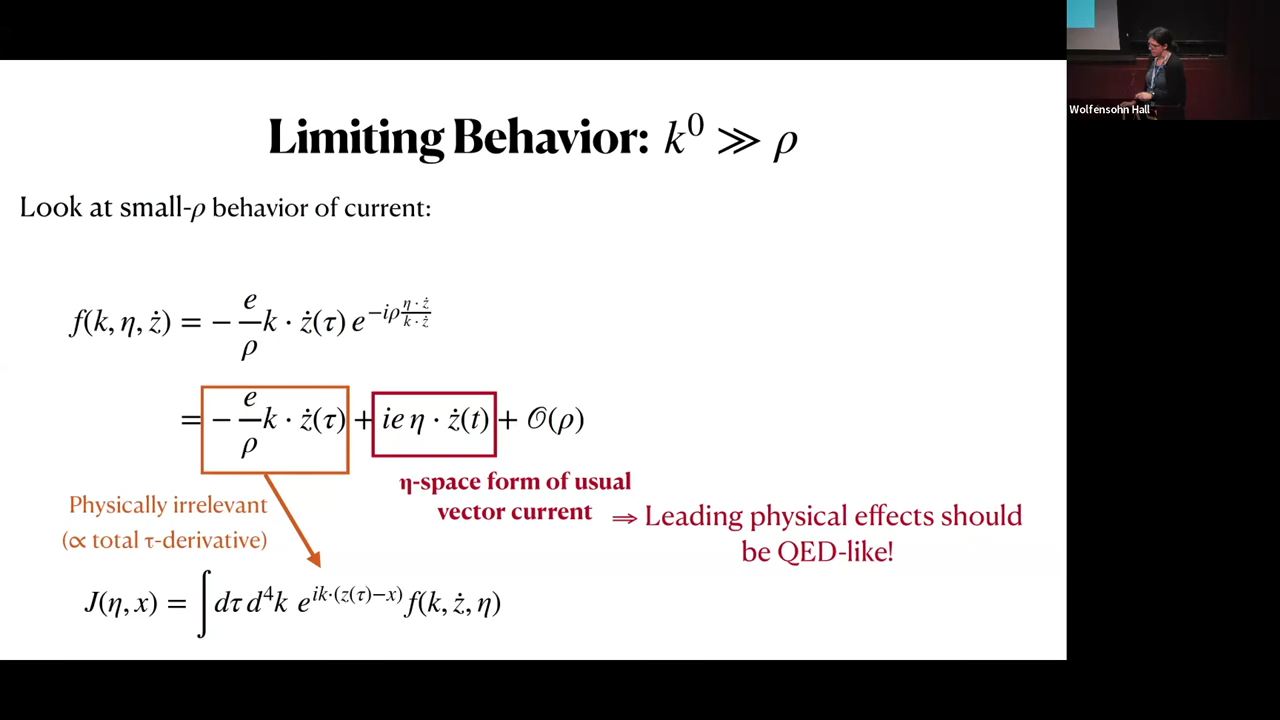 Limiting Behavior: k⁰ ≫ ρ
Wolfensohn Hall
Look at small-ρ behavior of current:
f(k, η, ż) = − e/ρ k · ż(τ) e^{−iρ (η·ż)/(k·ż)}
= − e/ρ k · ż(τ) + ie η · ż(t) + 𝒪(ρ)
η-space form of usual
vector current
Physically irrelevant
(∝ total τ-derivative)
⇒ Leading physical effects should
be QED-like!
J(η, x) = ∫ dτ d⁴k e^{ik·(z(τ)−x)} f(k, ż, η)